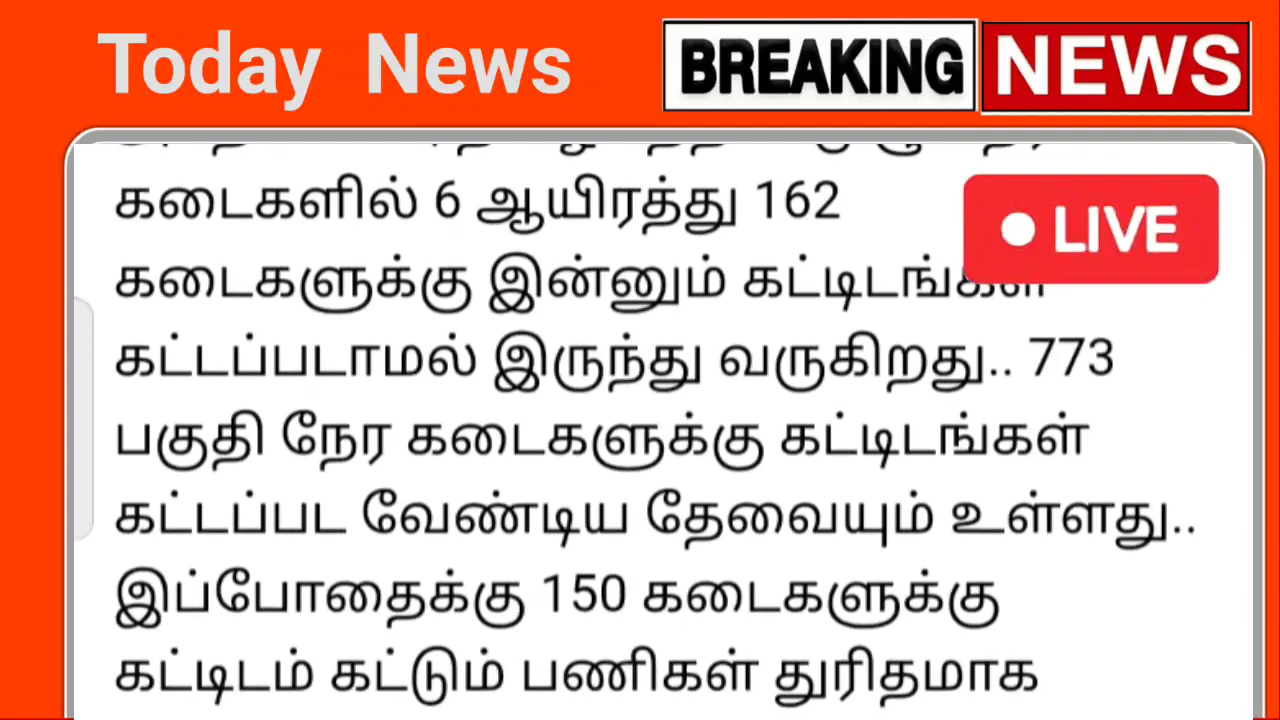 Today News
BREAKING NEWS
கடைகளில் 6 ஆயிரத்து 162
LIVE
கடைகளுக்கு இன்னும் கட்டிடங்கள்
கட்டப்படாமல் இருந்து வருகிறது.. 773
பகுதி நேர கடைகளுக்கு கட்டிடங்கள்
கட்டப்பட வேண்டிய தேவையும் உள்ளது..
இப்போதைக்கு 150 கடைகளுக்கு
கட்டிடம் கட்டும் பணிகள் துரிதமாக